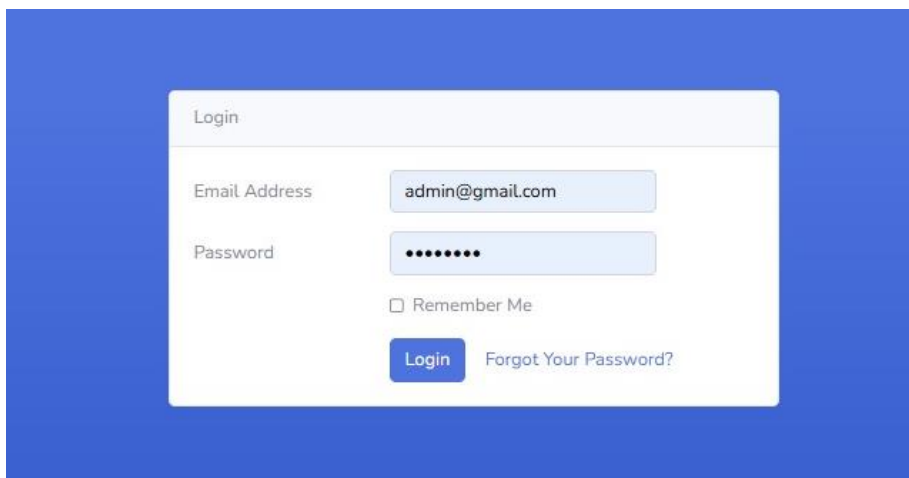 Login
Email Address admin@gmail.com
Password ••••••••
Remember Me
Login Forgot Your Password?